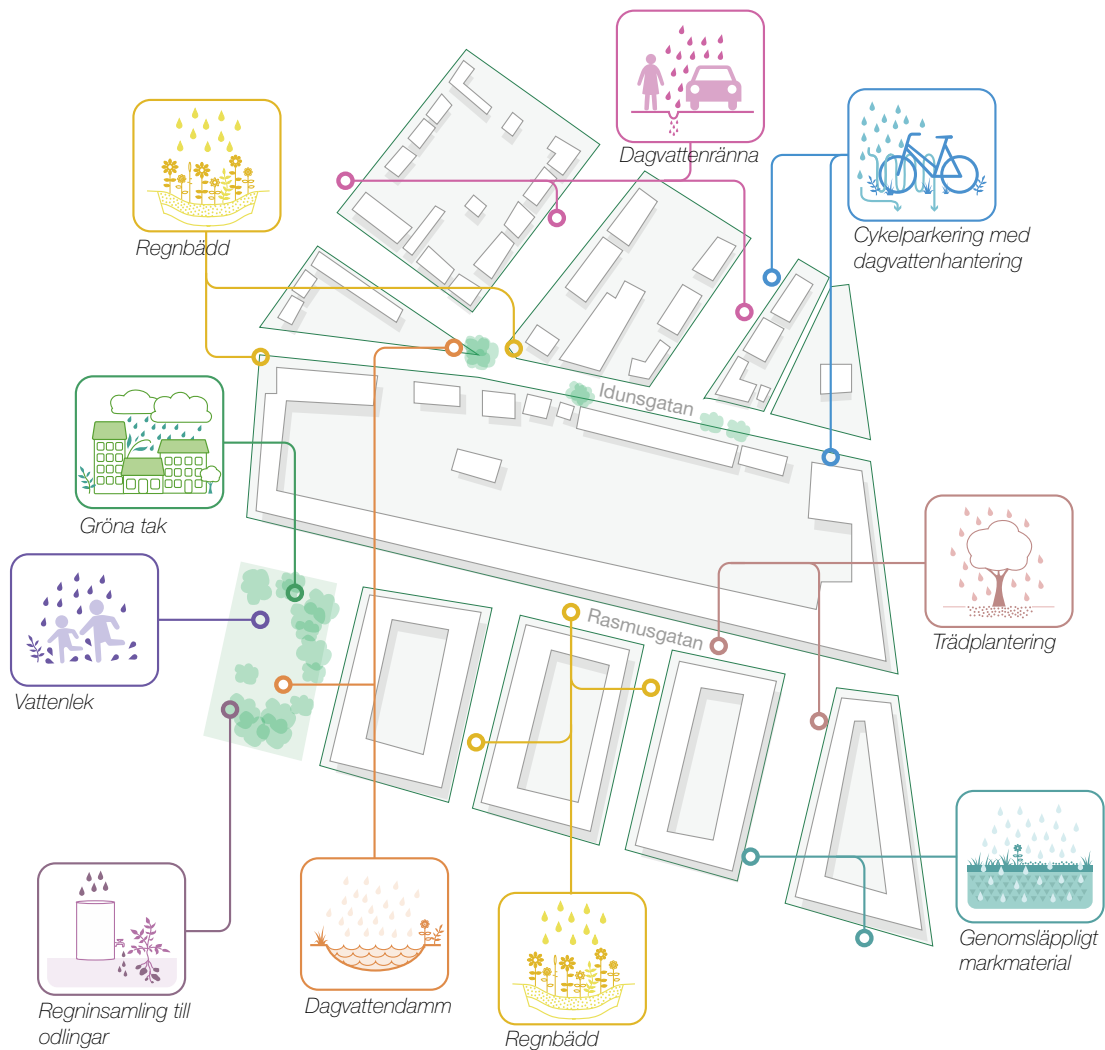 Dagvattenränna
Regnbädd
Cykelparkering med
dagvattenhantering
Idunsgatan
Gröna tak
Rasmusgatan
Trädplantering
Vattenlek
Genomsläppligt
markmaterial
Regninsamling till
odlingar
Dagvattendamm
Regnbädd